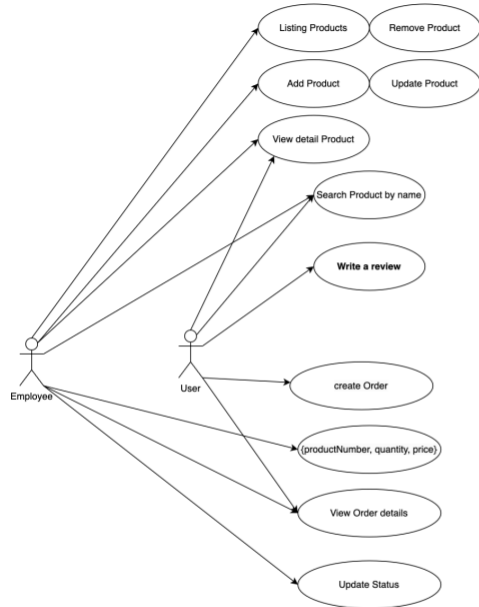 Listing Products
Remove Product
Add Product
Update Product
View detail Product
Search Product by name
Write a review
Employee
User
create Order
{productNumber, quantity, price}
View Order details
Update Status